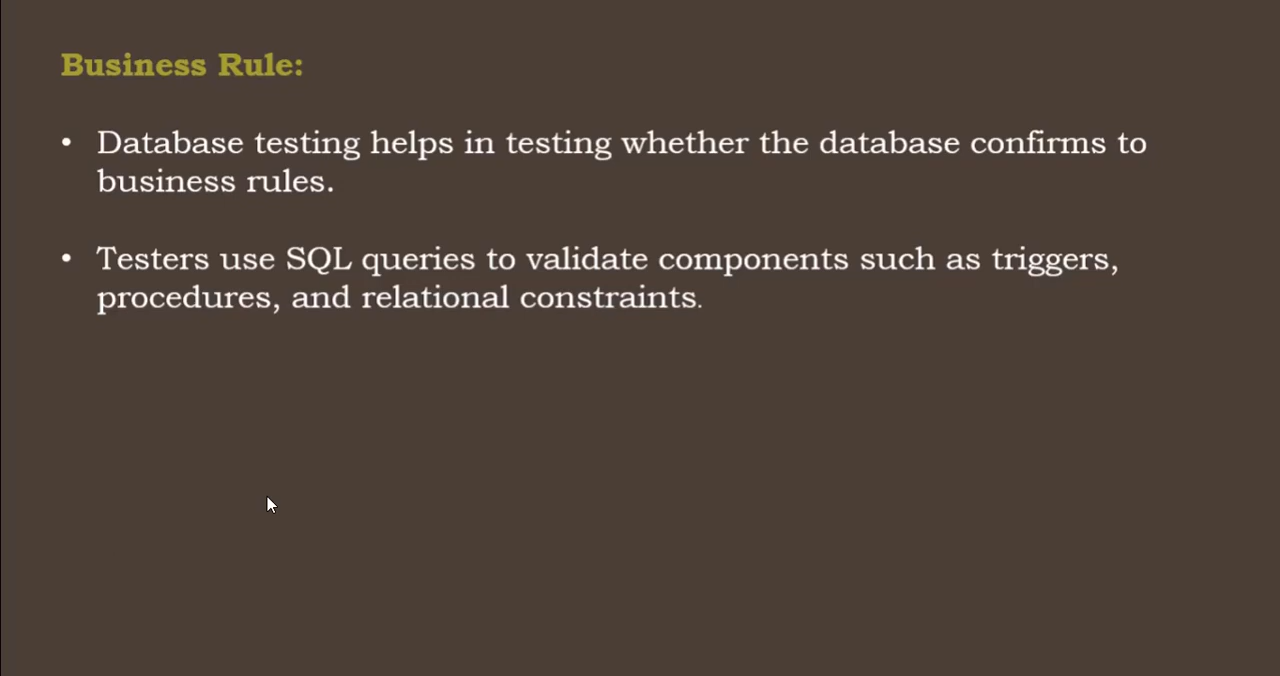 Business Rule:
• Database testing helps in testing whether the database confirms to
business rules.
• Testers use SQL queries to validate components such as triggers,
procedures, and relational constraints.